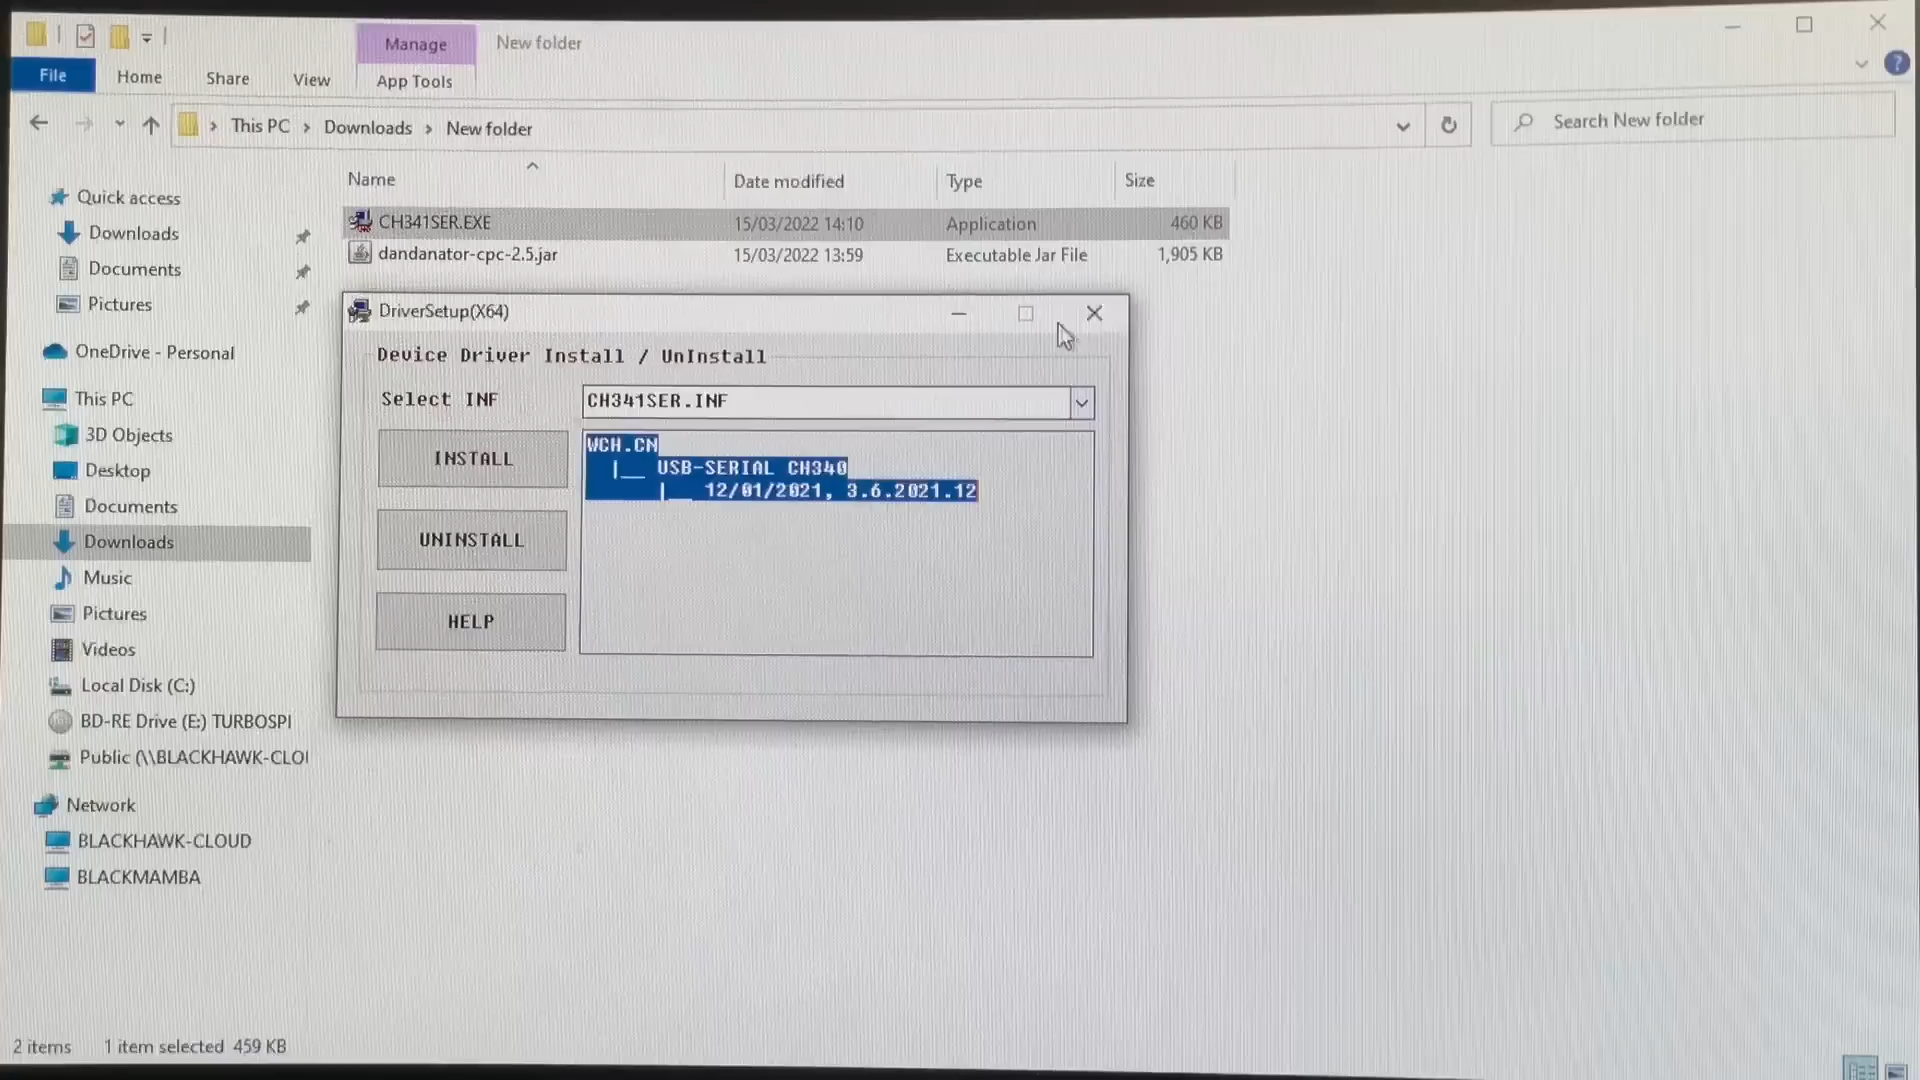 Manage
New folder
File
Home
Share
View
App Tools
This PC > Downloads > New folder
Search New folder
Name
Date modified
Type
Size
CH341SER.EXE
15/03/2022 14:10
Application
460 KB
dandanator-cpc-2.5.jar
15/03/2022 13:59
Executable Jar File
1,905 KB
Quick access
Downloads
Documents
Pictures
OneDrive - Personal
This PC
3D Objects
Desktop
Documents
Downloads
Music
Pictures
Videos
Local Disk (C:)
BD-RE Drive (E:) TURBOSPI
Public (\\BLACKHAWK-CLO
Network
BLACKHAWK-CLOUD
BLACKMAMBA
DriverSetup(X64)
Device Driver Install / UnInstall
Select INF
CH341SER.INF
INSTALL
UNINSTALL
HELP
WCH.CN
|__ USB-SERIAL CH340
|__ 12/01/2021, 3.6.2021.12
2 items
1 item selected 459 KB